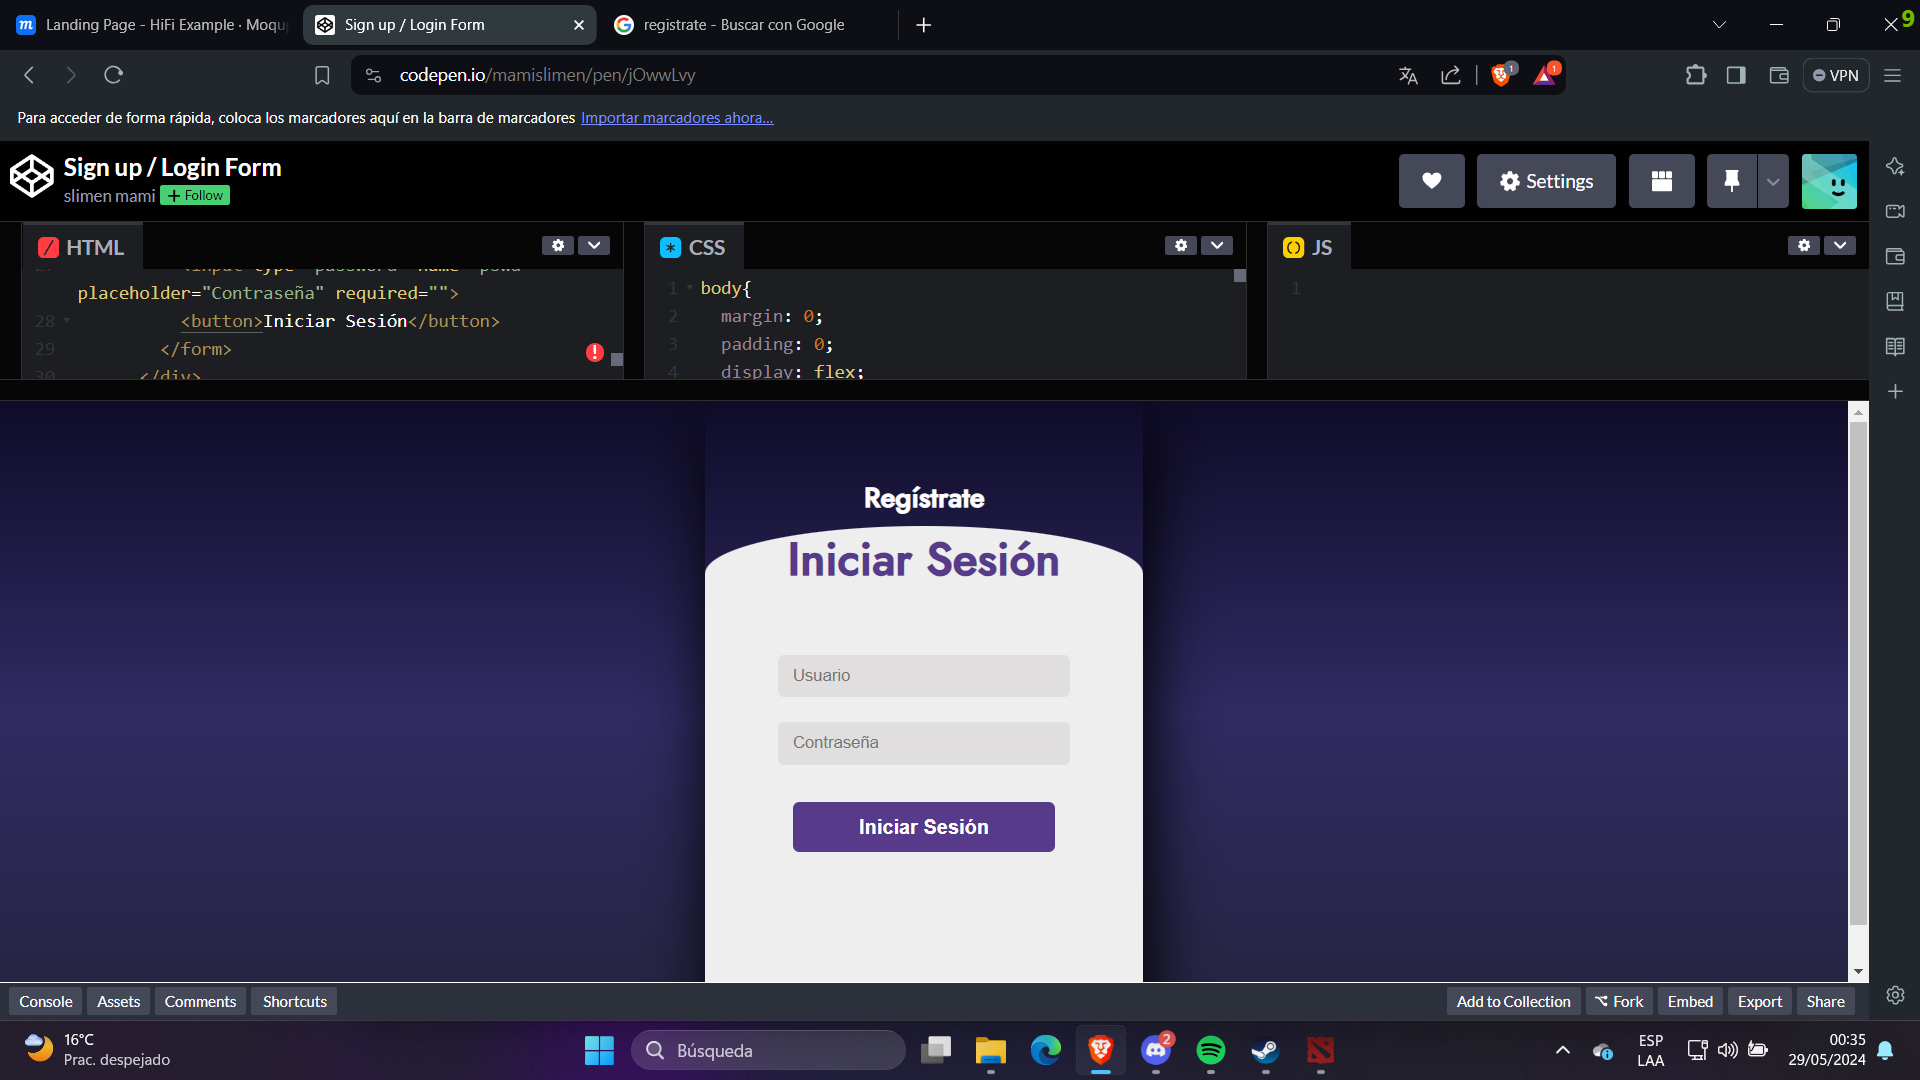 Landing Page - HiFi Example · Moqu
Sign up / Login Form
registrate - Buscar con Google
9
codepen.io/mamislimen/pen/jOwwLvy
1
1
VPN
Para acceder de forma rápida, coloca los marcadores aquí en la barra de marcadores Importar marcadores ahora...
Sign up / Login Form
slimen mami + Follow
Settings
HTML
CSS
JS
placeholder="Contraseña" required="">
28 <button>Iniciar Sesión</button>
29 </form>
30 </div>
1 body{
2 margin: 0;
3 padding: 0;
4 display: flex;
1
Regístrate
Iniciar Sesión
Usuario
Contraseña
Iniciar Sesión
Console Assets Comments Shortcuts
Add to Collection Fork Embed Export Share
16°C
Prac. despejado
Búsqueda
2
ESP
LAA
00:35
29/05/2024